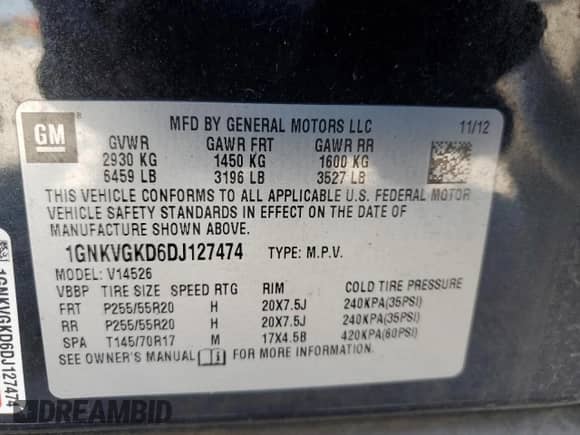 GM
®
MFD BY GENERAL MOTORS LLC 11/12
GVWR GAWR FRT GAWR RR
2930 KG 1450 KG 1600 KG
6459 LB 3196 LB 3527 LB
THIS VEHICLE CONFORMS TO ALL APPLICABLE U.S. FEDERAL MOTOR
VEHICLE SAFETY STANDARDS IN EFFECT ON THE DATE OF
MANUFACTURE SHOWN ABOVE.
1GNKVGKD6DJ127474 TYPE: M.P.V.
MODEL: V14526
VBBP TIRE SIZE SPEED RTG RIM COLD TIRE PRESSURE
FRT P255/55R20 H 20X7.5J 240KPA(35PSI)
RR P255/55R20 H 20X7.5J 240KPA(35PSI)
SPA T145/70R17 M 17X4.5B 420KPA(60PSI)
SEE OWNER'S MANUAL i FOR MORE INFORMATION.
1GNKVGKD6DJ127474
DREAMBID